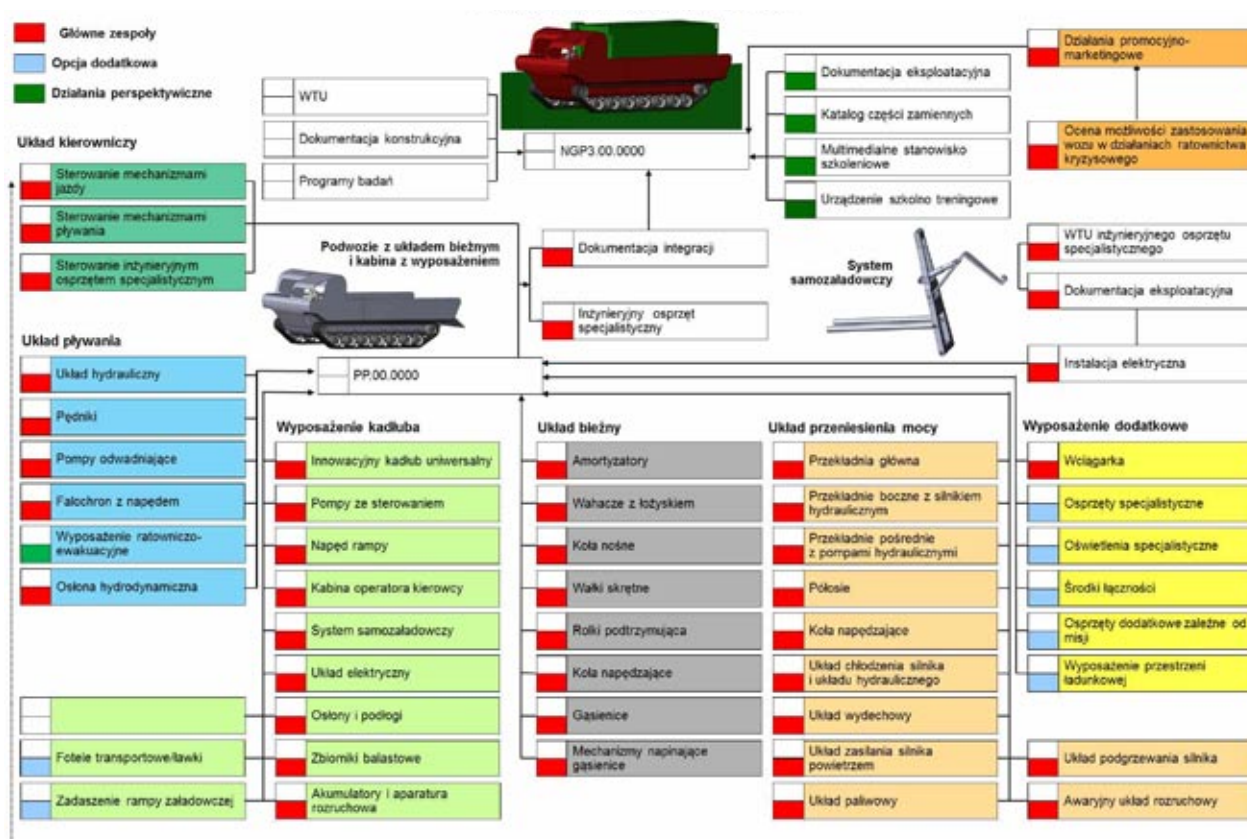 Główne zespoły
Opcja dodatkowa
Działania perspektywiczne
WTU
Dokumentacja konstrukcyjna
Programy badań
NGP3.00.0000
Dokumentacja eksploatacyjna
Katalog części zamiennych
Multimedialne stanowisko
szkoleniowe
Urządzenie szkolno treningowe
Działania promocyjno-
marketingowe
Ocena możliwości zastosowania
wozu w działaniach ratownictwa
kryzysowego
Układ kierowniczy
Sterowanie mechanizmami
jazdy
Sterowanie mechanizmami
pływania
Sterowanie inżynieryjnym
osprzętem specjalistycznym
Podwozie z układem bieżnym
i kabina z wyposażeniem
Dokumentacja integracji
Inżynieryjny osprzęt
specjalistyczny
System
samozaładowczy
WTU inżynieryjnego osprzętu
specjalistycznego
Dokumentacja eksploatacyjna
Instalacja elektryczna
PP.00.0000
Układ pływania
Układ hydrauliczny
Pędniki
Pompy odwadniające
Falochron z napędem
Wyposażenie ratowniczo-
ewakuacyjne
Osłona hydrodynamiczna
Fotele transportowe/ławki
Zadaszenie rampy załadowczej
Wyposażenie kadłuba
Innowacyjny kadłub uniwersalny
Pompy ze sterowaniem
Napęd rampy
Kabina operatora kierowcy
System samozaładowczy
Układ elektryczny
Osłony i podłogi
Zbiorniki balastowe
Akumulatory i aparatura
rozruchowa
Układ bieżny
Amortyzatory
Wahacze z łożyskiem
Koła nośne
Wałki skrętne
Rolki podtrzymująca
Koła napędzające
Gąsienice
Mechanizmy napinające
gąsienice
Układ przeniesienia mocy
Przekładnia główna
Przekładnie boczne z silnikiem
hydraulicznym
Przekładnie pośrednie
z pompami hydraulicznymi
Półosie
Koła napędzające
Układ chłodzenia silnika
i układu hydraulicznego
Układ wydechowy
Układ zasilania silnika
powietrzem
Układ paliwowy
Wyposażenie dodatkowe
Wciągarka
Osprzęty specjalistyczne
Oświetlenia specjalistyczne
Środki łączności
Osprzęty dodatkowe zależne od
misji
Wyposażenie przestrzeni
ładunkowej
Układ podgrzewania silnika
Awaryjny układ rozruchowy